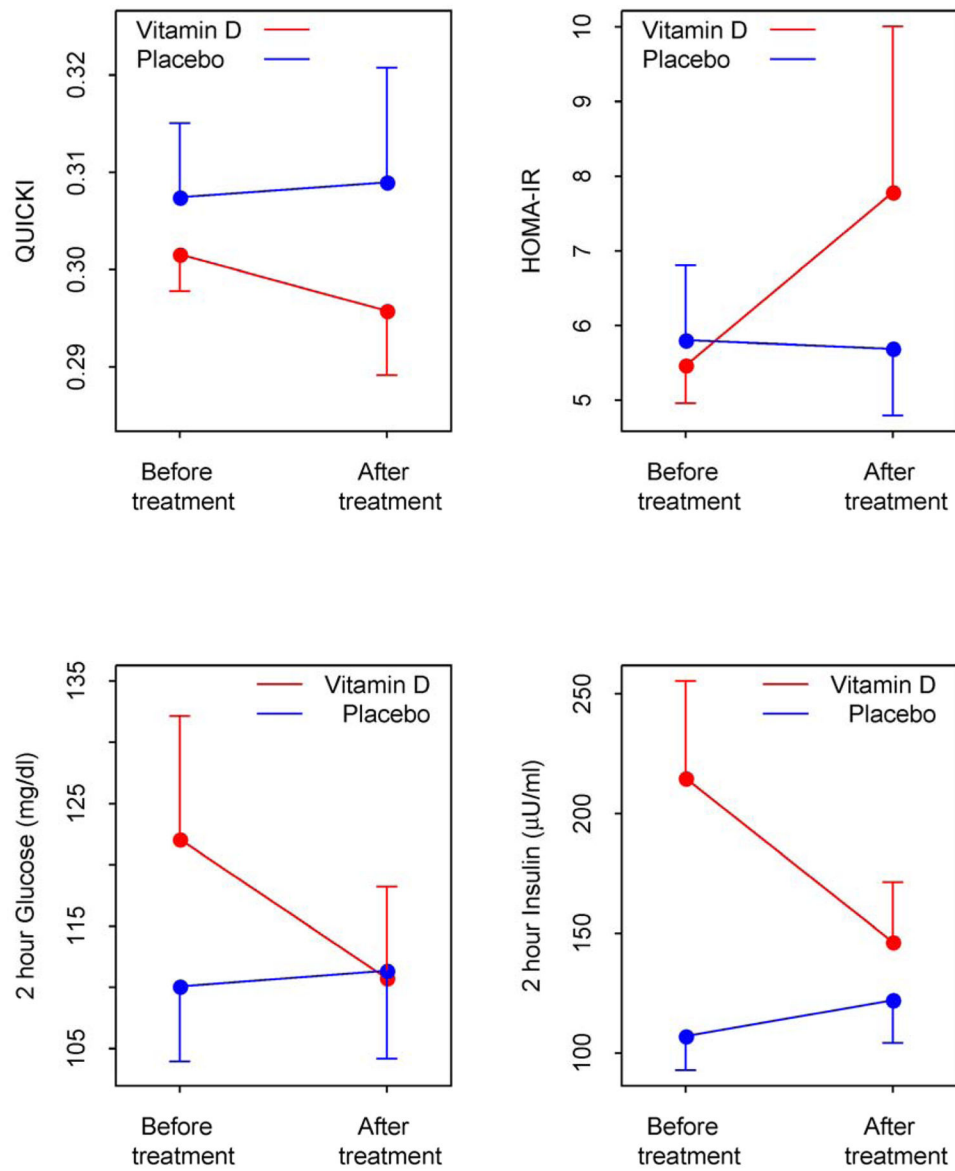 Vitamin D
Placebo
QUICKI
0.32
0.31
0.30
0.29
Before
treatment
After
treatment
Vitamin D
Placebo
HOMA-IR
10
9
8
7
6
5
Before
treatment
After
treatment
Vitamin D
Placebo
2 hour Glucose (mg/dl)
135
125
115
105
Before
treatment
After
treatment
Vitamin D
Placebo
2 hour Insulin (µU/ml)
250
200
150
100
Before
treatment
After
treatment